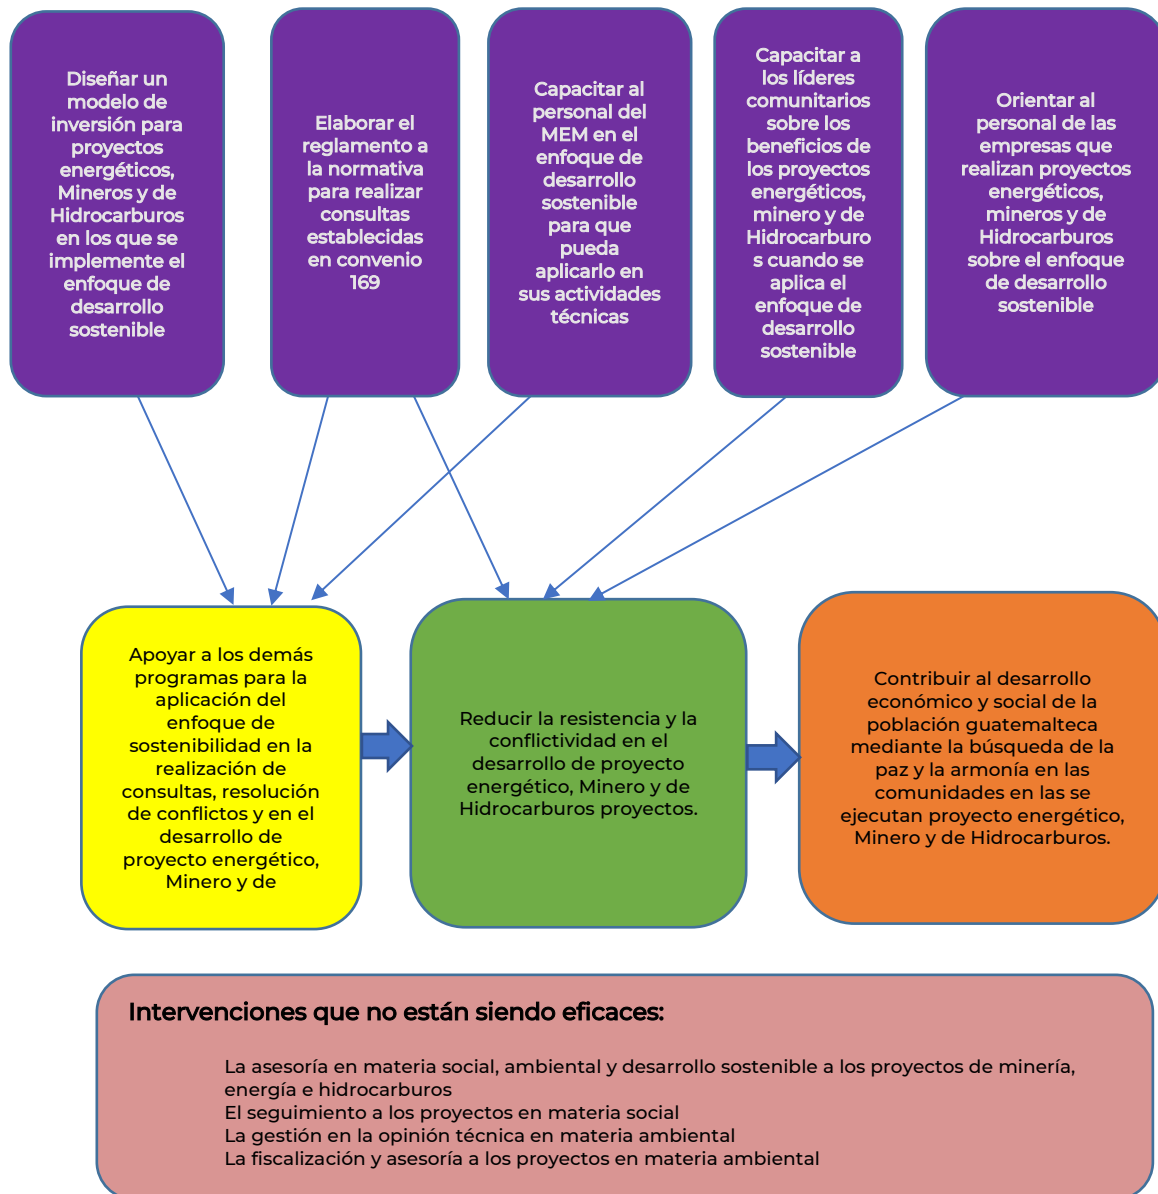 Diseñar un
modelo de
inversión para
proyectos
energéticos,
Mineros y de
Hidrocarburos
en los que se
implemente el
enfoque de
desarrollo
sostenible
Elaborar el
reglamento a
la normativa
para realizar
consultas
establecidas
en convenio
169
Capacitar al
personal del
MEM en el
enfoque de
desarrollo
sostenible
para que
pueda
aplicarlo en
sus actividades
técnicas
Capacitar a
los líderes
comunitarios
sobre los
beneficios de
los proyectos
energéticos,
minero y de
Hidrocarburo
s cuando se
aplica el
enfoque de
desarrollo
sostenible
Orientar al
personal de las
empresas que
realizan proyectos
energéticos,
mineros y de
Hidrocarburos
sobre el enfoque
de desarrollo
sostenible
Apoyar a los demás
programas para la
aplicación del
enfoque de
sostenibilidad en la
realización de
consultas, resolución
de conflictos y en el
desarrollo de
proyecto energético,
Minero y de
Reducir la resistencia y la
conflictividad en el
desarrollo de proyecto
energético, Minero y de
Hidrocarburos proyectos.
Contribuir al desarrollo
económico y social de la
población guatemalteca
mediante la búsqueda de la
paz y la armonía en las
comunidades en las se
ejecutan proyecto energético,
Minero y de Hidrocarburos.
Intervenciones que no están siendo eficaces:
La asesoría en materia social, ambiental y desarrollo sostenible a los proyectos de minería,
energía e hidrocarburos
El seguimiento a los proyectos en materia social
La gestión en la opinión técnica en materia ambiental
La fiscalización y asesoría a los proyectos en materia ambiental